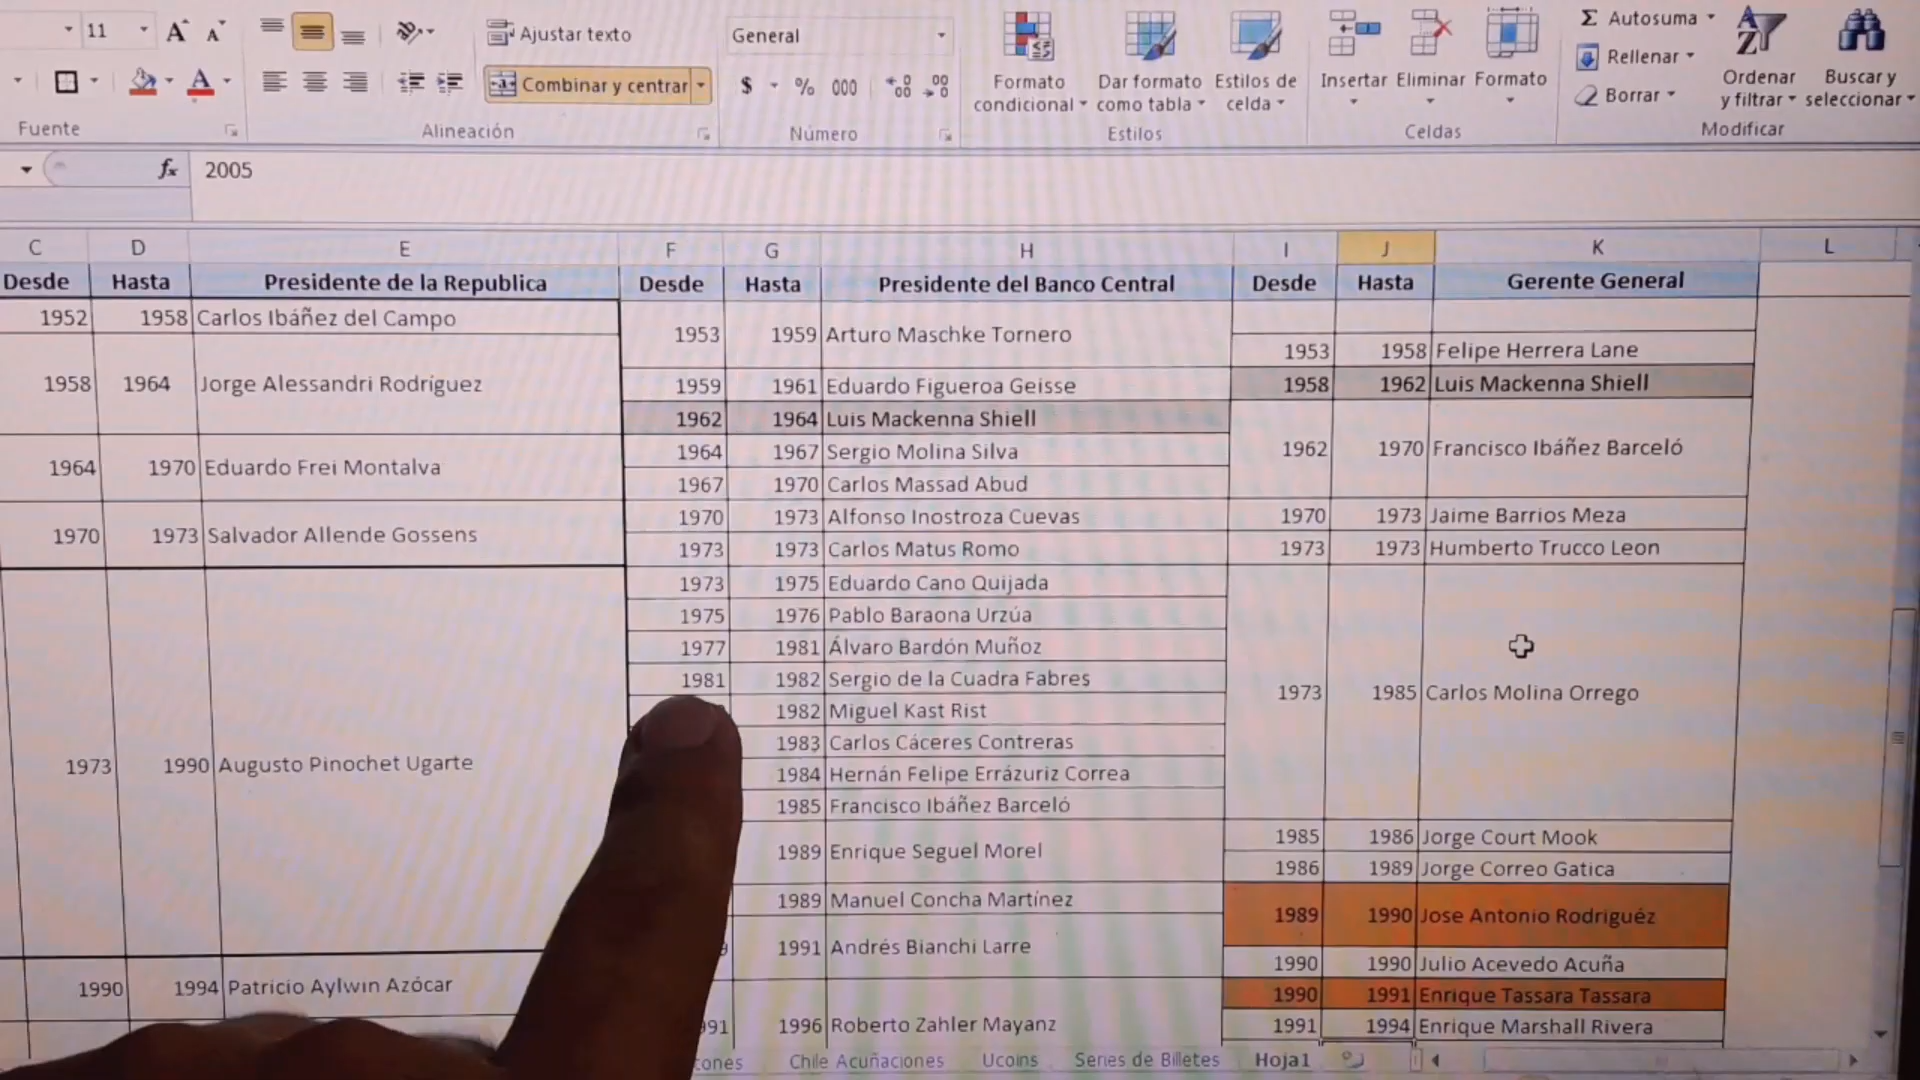 11 A A Ajustar texto General Autosuma
Combinar y centrar $ % 000 Formato condicional Dar formato como tabla Estilos de celda Insertar Eliminar Formato Rellenar Borrar Ordenar y filtrar Buscar y seleccionar
Fuente Alineación Número Estilos Celdas Modificar
fx 2005
C D E F G H I J K L
Desde Hasta Presidente de la Republica Desde Hasta Presidente del Banco Central Desde Hasta Gerente General
1952 1958 Carlos Ibáñez del Campo
1953 1959 Arturo Maschke Tornero
1953 1958 Felipe Herrera Lane
1958 1964 Jorge Alessandri Rodríguez 1959 1961 Eduardo Figueroa Geisse 1958 1962 Luis Mackenna Shiell
1962 1964 Luis Mackenna Shiell
1964 1967 Sergio Molina Silva 1962 1970 Francisco Ibáñez Barceló
1964 1970 Eduardo Frei Montalva
1967 1970 Carlos Massad Abud
1970 1973 Alfonso Inostroza Cuevas 1970 1973 Jaime Barrios Meza
1970 1973 Salvador Allende Gossens
1973 1973 Carlos Matus Romo 1973 1973 Humberto Trucco Leon
1973 1975 Eduardo Cano Quijada
1975 1976 Pablo Baraona Urzúa
1977 1981 Álvaro Bardón Muñoz
1981 1982 Sergio de la Cuadra Fabres
1973 1985 Carlos Molina Orrego
1982 Miguel Kast Rist
1983 Carlos Cáceres Contreras
1973 1990 Augusto Pinochet Ugarte
1984 Hernán Felipe Errázuriz Correa
1985 Francisco Ibáñez Barceló
1985 1986 Jorge Court Mook
1989 Enrique Seguel Morel
1986 1989 Jorge Correo Gatica
1989 Manuel Concha Martínez
1989 1990 Jose Antonio Rodriguéz
1991 Andrés Bianchi Larre
1990 1990 Julio Acevedo Acuña
1990 1994 Patricio Aylwin Azócar
1990 1991 Enrique Tassara Tassara
991 1996 Roberto Zahler Mayanz 1991 1994 Enrique Marshall Rivera
cones Chile Acuñaciones Ucoins Series de Billetes Hoja1